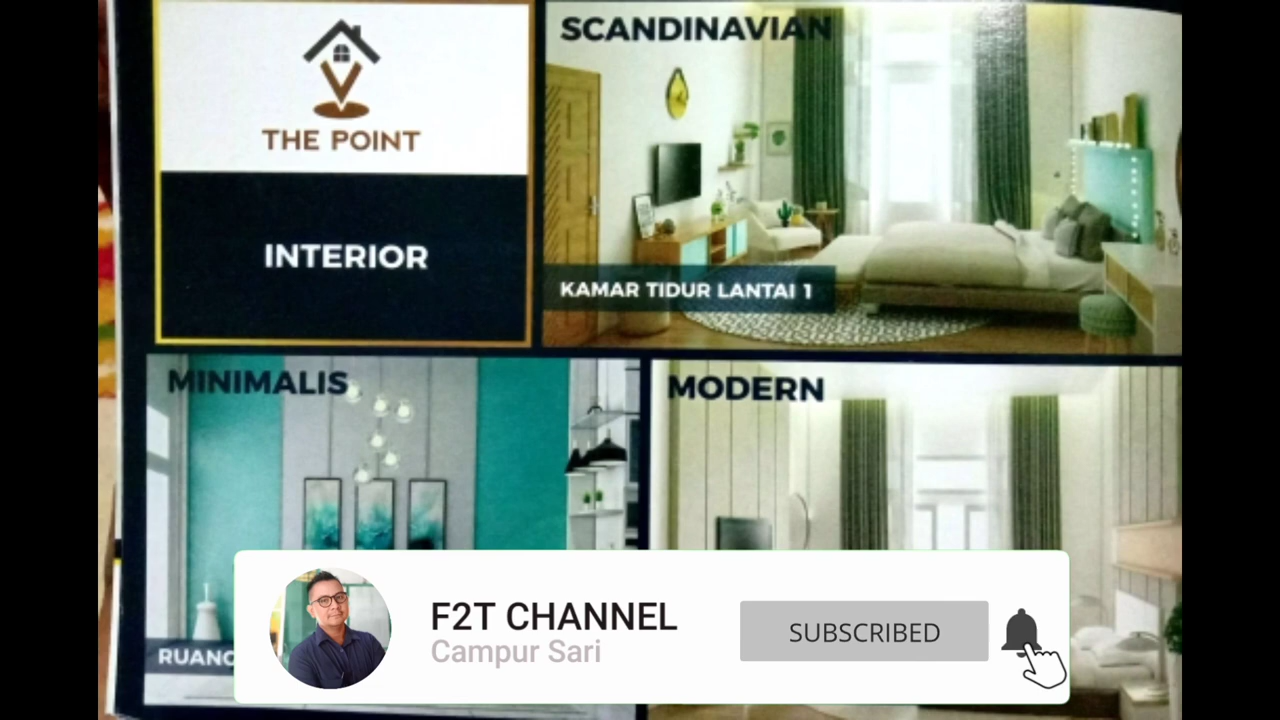 THE POINT
INTERIOR
SCANDINAVIAN
KAMAR TIDUR LANTAI 1
MINIMALIS
MODERN
F2T CHANNEL
Campur Sari
SUBSCRIBED